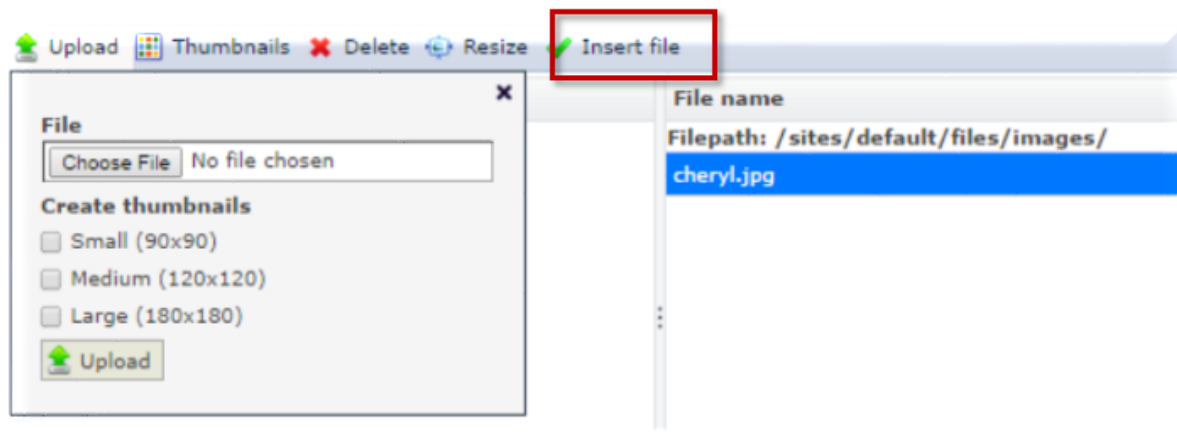 Upload Thumbnails Delete Resize Insert file
File
Choose File No file chosen
Create thumbnails
Small (90x90)
Medium (120x120)
Large (180x180)
Upload
File name
Filepath: /sites/default/files/images/
cheryl.jpg